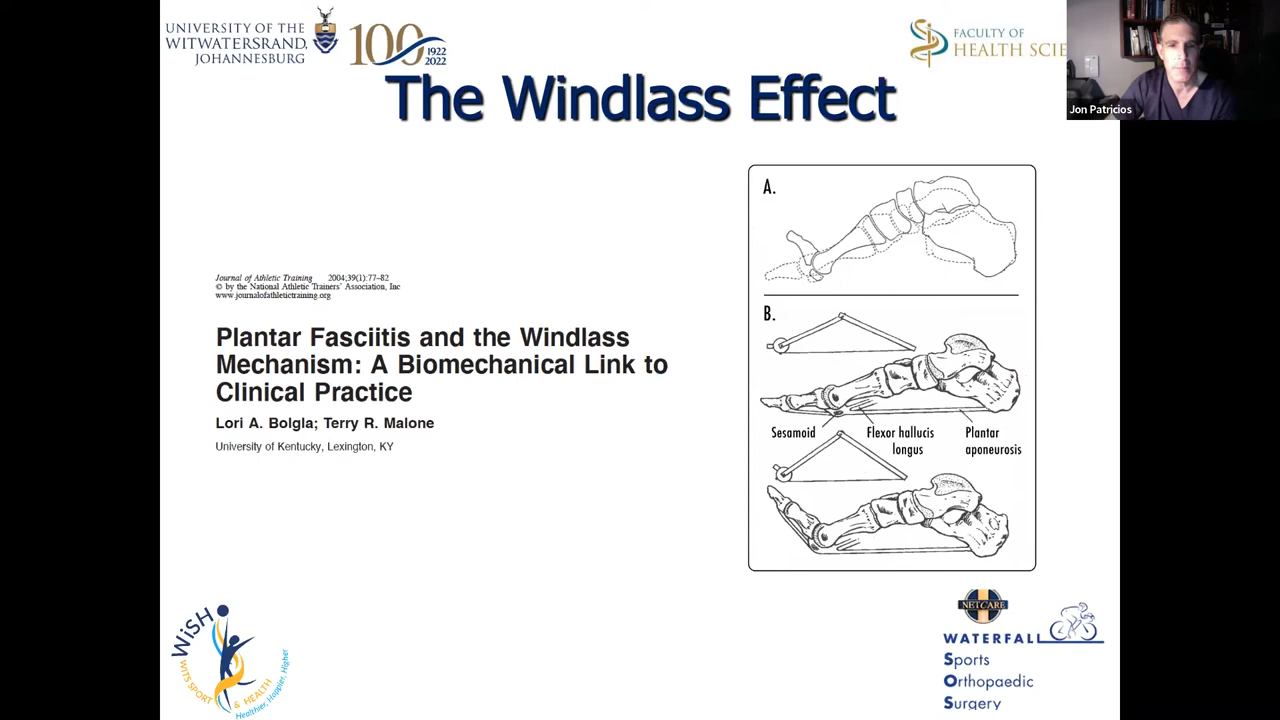 UNIVERSITY OF THE
WITWATERSRAND,
JOHANNESBURG
100 1922
2022
FACULTY OF
HEALTH SCIE
Jon Patricios
The Windlass Effect
Journal of Athletic Training 2004;39(1):77–82
© by the National Athletic Trainers' Association, Inc
www.journalofathletictraining.org
Plantar Fasciitis and the Windlass
Mechanism: A Biomechanical Link to
Clinical Practice
Lori A. Bolgla; Terry R. Malone
University of Kentucky, Lexington, KY
A.
B.
Sesamoid
Flexor hallucis
longus
Plantar
aponeurosis
WiSH
WITS SPORT & HEALTH
Healthier, Happier, Higher
NETCARE
WATERFALL
Sports
Orthopaedic
Surgery